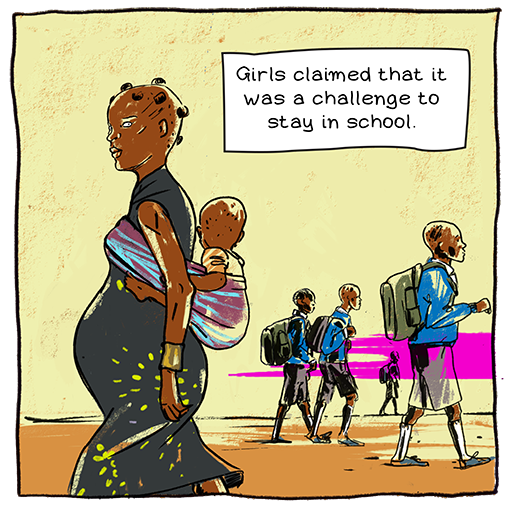 Girls claimed that it
was a challenge to
stay in school.